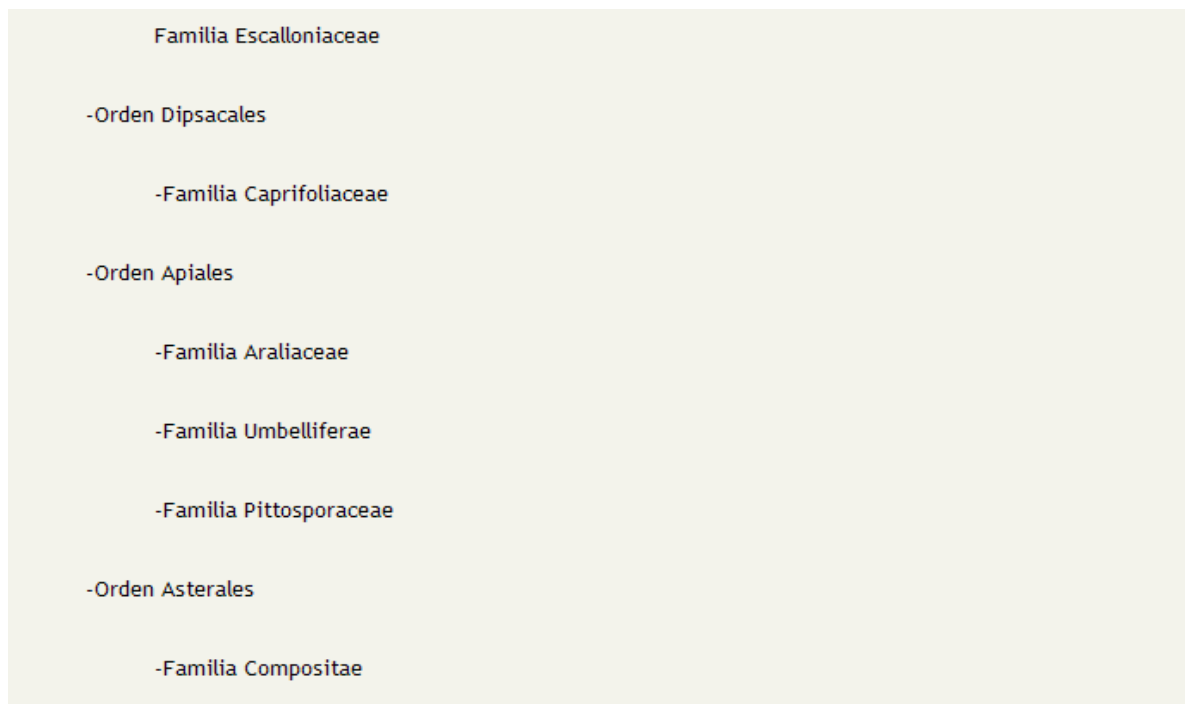 Familia Escalloniaceae
-Orden Dipsacales
-Familia Caprifoliaceae
-Orden Apiales
-Familia Araliaceae
-Familia Umbelliferae
-Familia Pittosporaceae
-Orden Asterales
-Familia Compositae